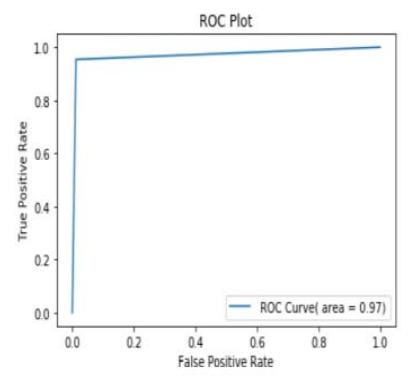 ROC Plot
1.0
0.8
0.6
0.4
0.2
0.0
True Positive Rate
ROC Curve( area = 0.97)
0.0 0.2 0.4 0.6 0.8 1.0
False Positive Rate